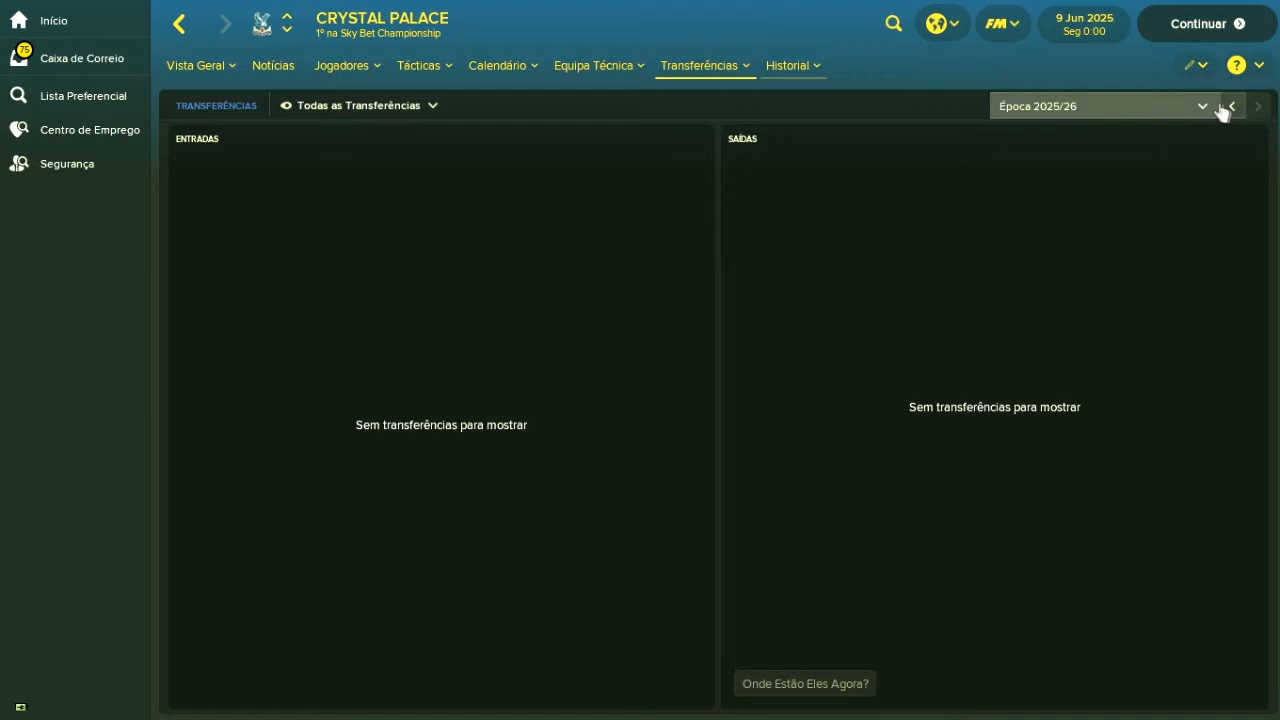 Início
75
Caixa de Correio
Lista Preferencial
Centro de Emprego
Segurança
CRYSTAL PALACE
1º na Sky Bet Championship
FM
9 Jun 2025
Seg 0:00
Continuar
Vista Geral
Notícias
Jogadores
Tácticas
Calendário
Equipa Técnica
Transferências
Historial
?
TRANSFERÊNCIAS
Todas as Transferências
Época 2025/26
ENTRADAS
Sem transferências para mostrar
SAÍDAS
Sem transferências para mostrar
Onde Estão Eles Agora?